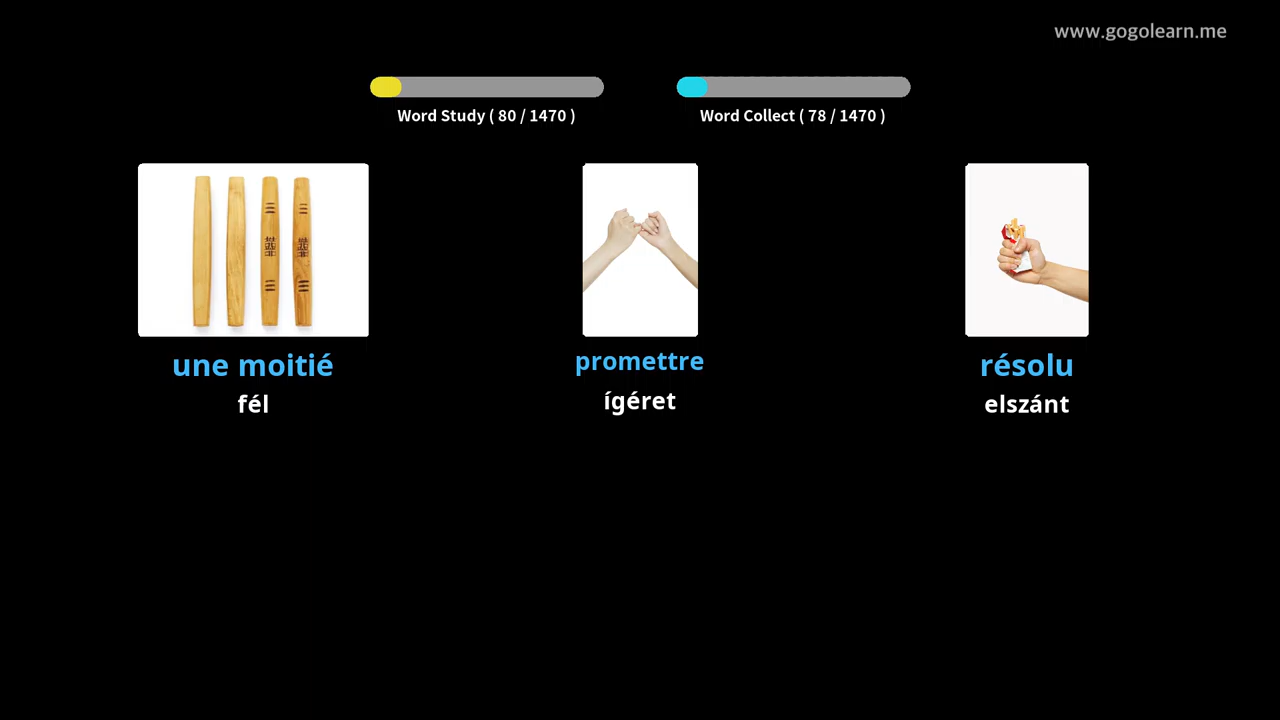 www.gogolearn.me
Word Study ( 80 / 1470 )
Word Collect ( 78 / 1470 )
une moitié
fél
promettre
ígéret
résolu
elszánt